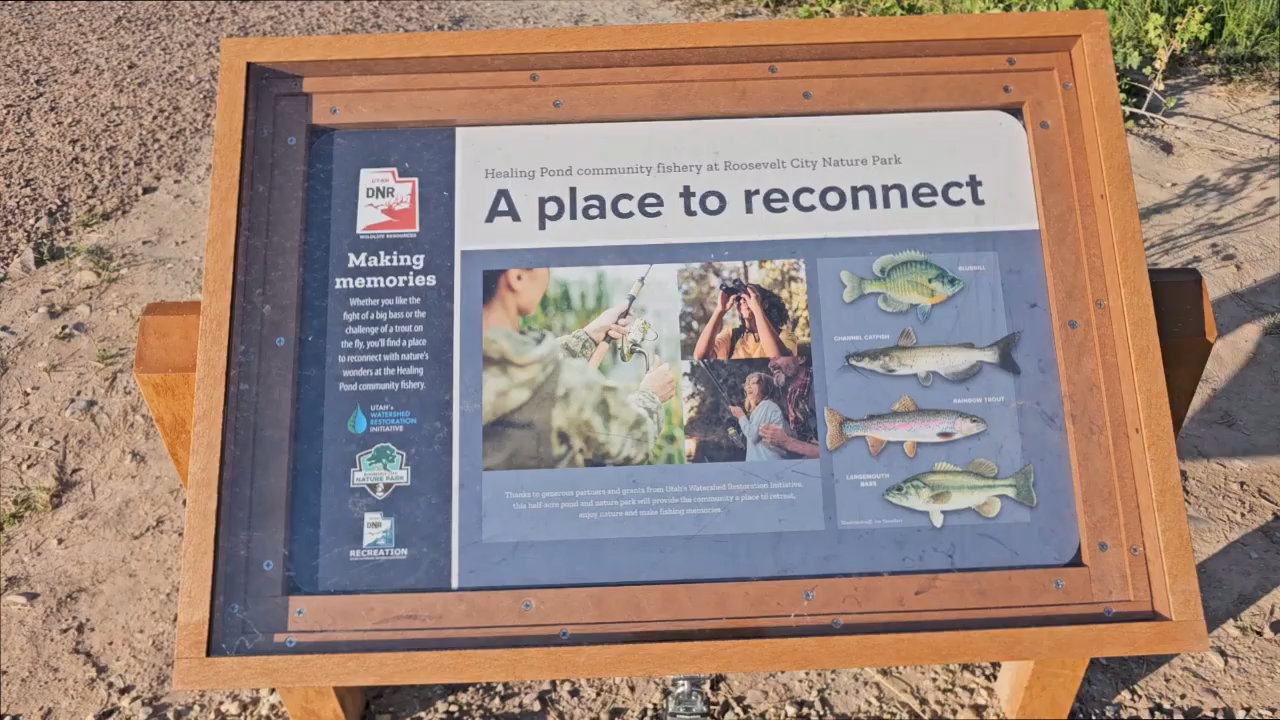 UTAH
DNR
WILDLIFE RESOURCES
Making
memories
Whether you like the
fight of a big bass or the
challenge of a trout on
the fly, you'll find a place
to reconnect with nature's
wonders at the Healing
Pond community fishery.
UTAH's
WATERSHED
RESTORATION
INITIATIVE
NATURE PARK
DNR
RECREATION
Healing Pond community fishery at Roosevelt City Nature Park
A place to reconnect
BLUEGILL
CHANNEL CATFISH
RAINBOW TROUT
LARGEMOUTH
BASS
Thanks to generous partners and grants from Utah's Watershed Restoration Initiative,
this half-acre pond and nature park will provide the community a place to retreat,
enjoy nature and make fishing memories.